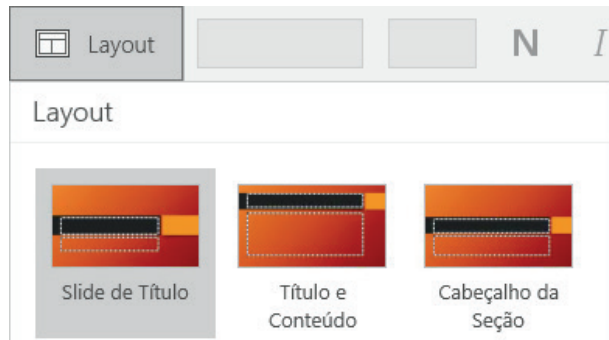 Layout N I
Layout
Slide de Título
Título e
Conteúdo
Cabeçalho da
Seção